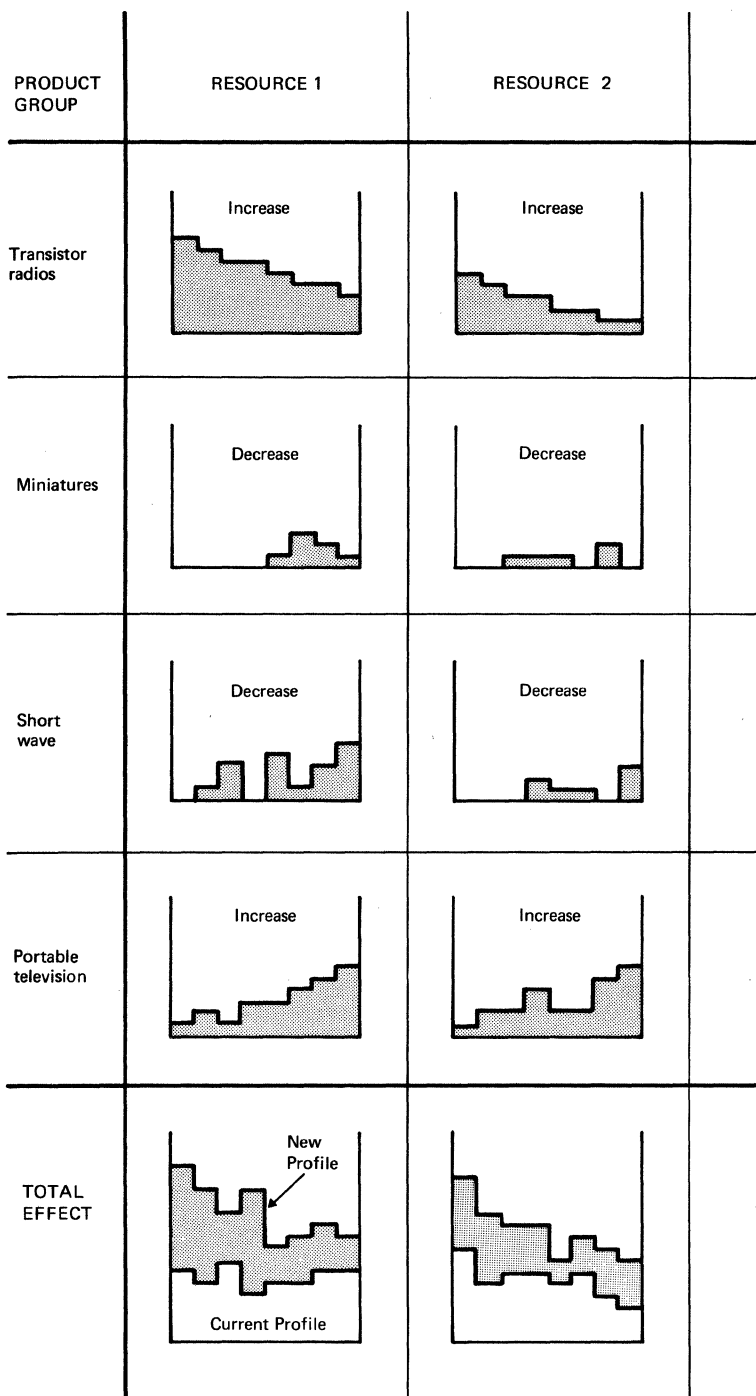 PRODUCT
GROUP
RESOURCE 1
RESOURCE 2
Transistor
radios
Increase
Increase
Miniatures
Decrease
Decrease
Short
wave
Decrease
Decrease
Portable
television
Increase
Increase
TOTAL
EFFECT
New
Profile
Current Profile